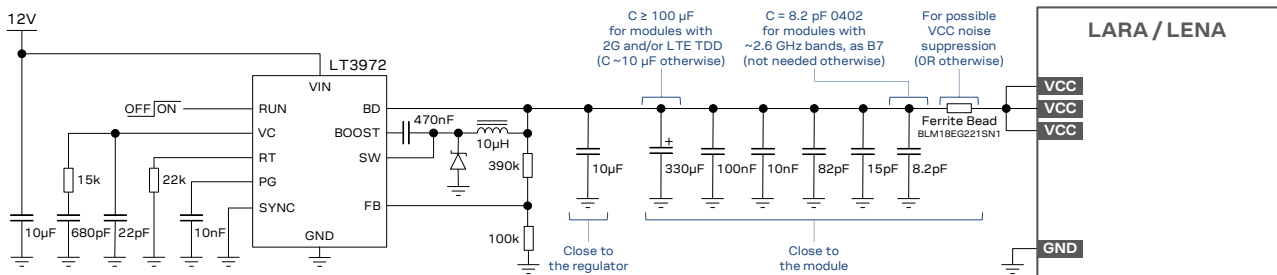 12V
C ≥ 100 µF
for modules with
2G and/or LTE TDD
(C ~10 µF otherwise)
C = 8.2 pF 0402
for modules with
~2.6 GHz bands, as B7
(not needed otherwise)
For possible
VCC noise
suppression
(0R otherwise)
LARA / LENA
LT3972
VIN
OFF ON
RUN
BD
VC
BOOST
470nF
10µH
RT
SW
PG
SYNC
FB
GND
15k
22k
390k
100k
10µF
680pF
22pF
10nF
10µF
330µF
100nF
10nF
82pF
15pF
8.2pF
+
Ferrite Bead
BLM18EG221SN1
VCC
VCC
VCC
GND
Close to
the regulator
Close to
the module